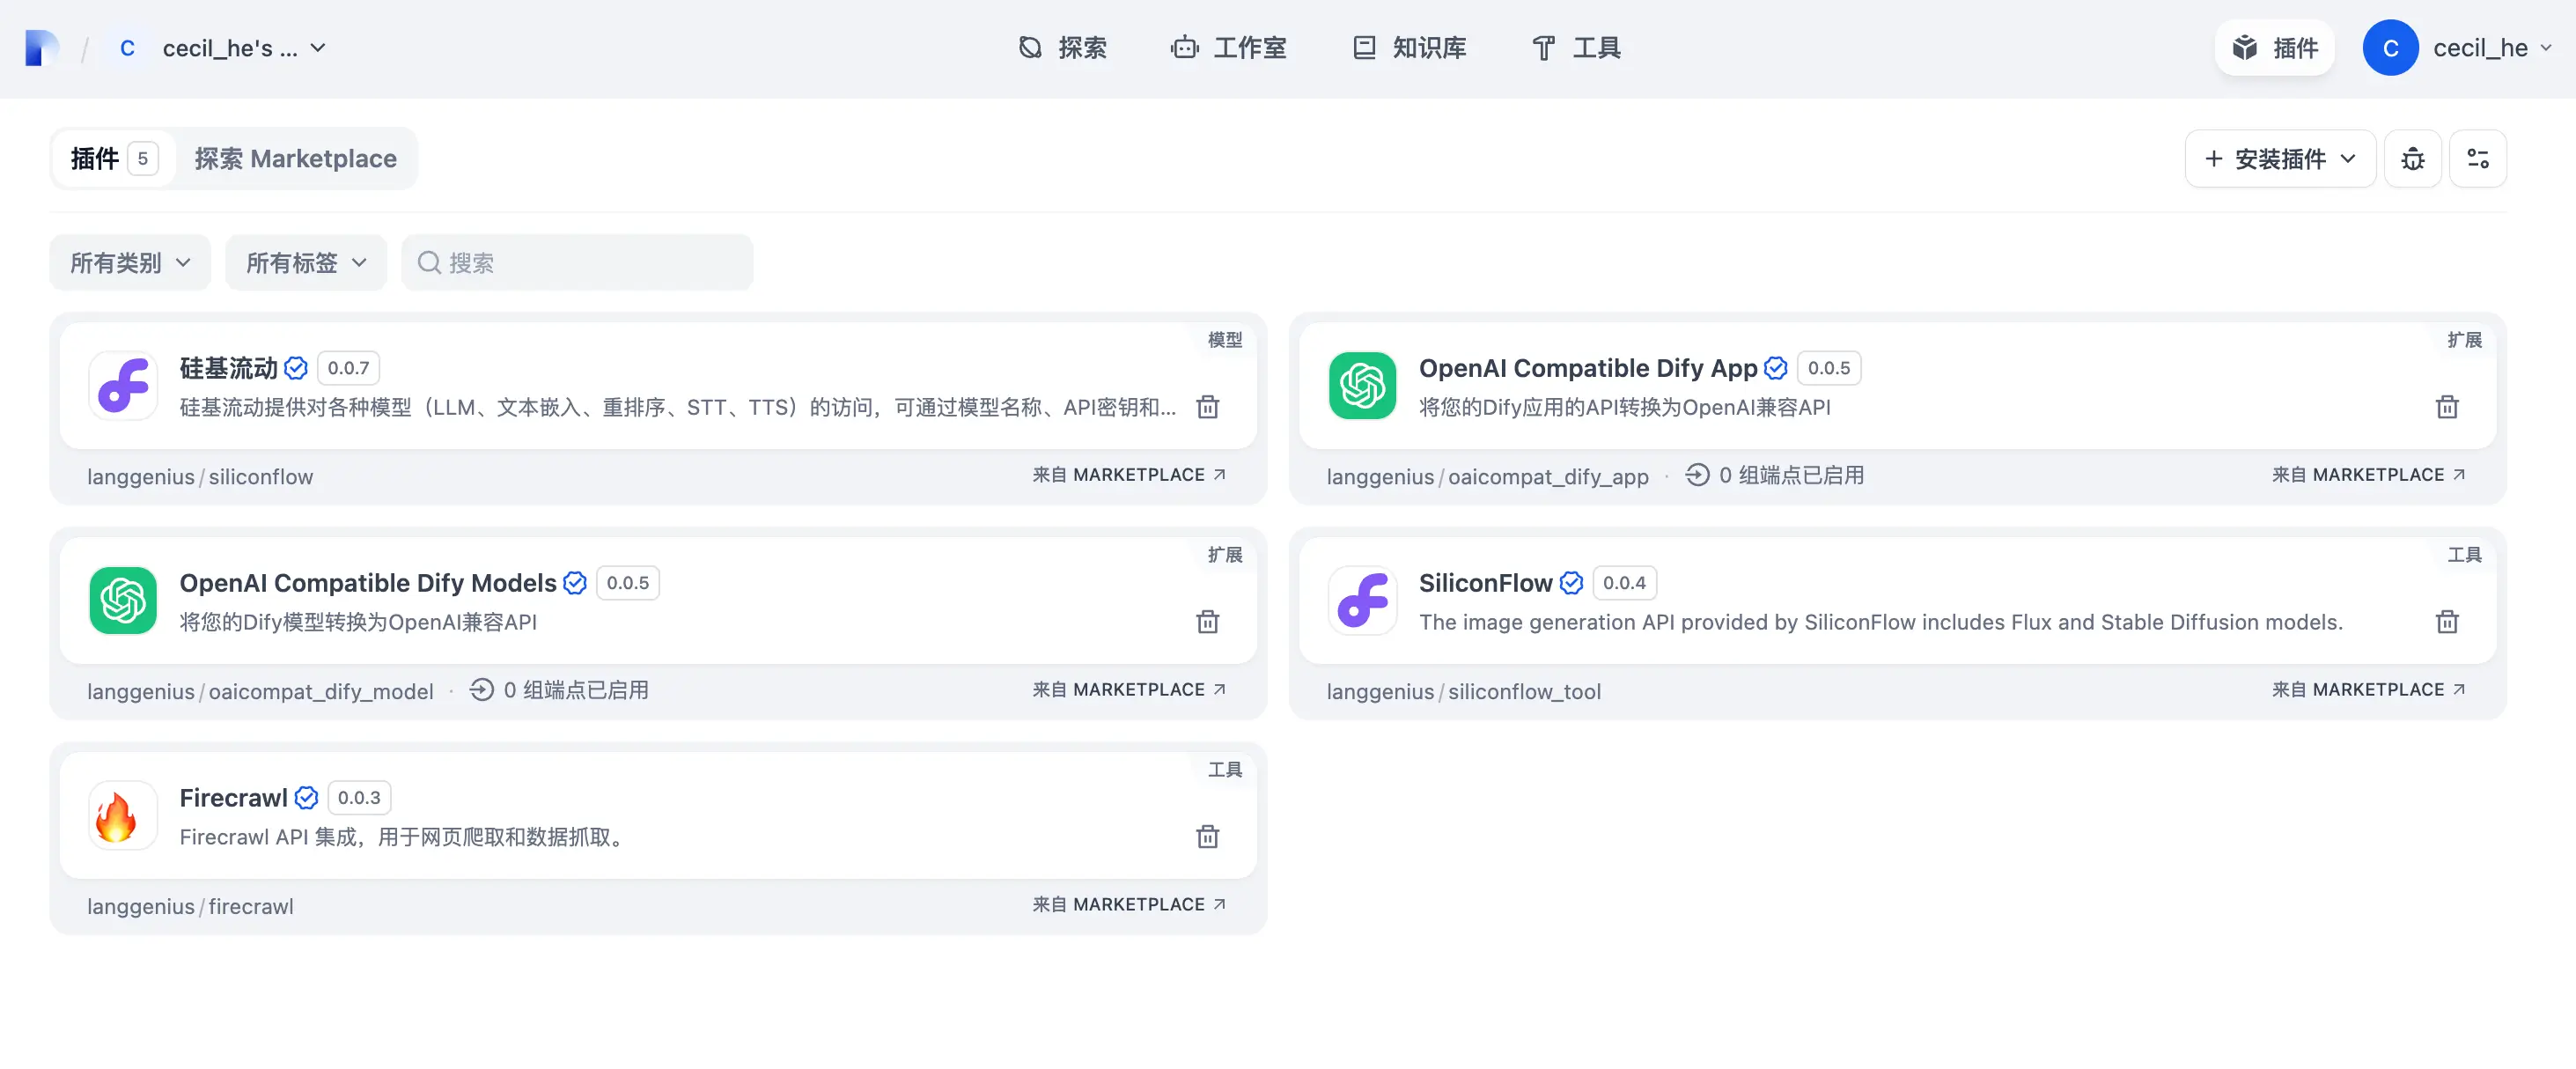 / C cecil_he's ... 探索 工作室 知识库 工具 插件 C cecil_he
插件 5 探索 Marketplace + 安装插件
所有类别 所有标签 搜索
模型
硅基流动 0.0.7
硅基流动提供对各种模型（LLM、文本嵌入、重排序、STT、TTS）的访问，可通过模型名称、API密钥和...
langgenius/siliconflow 来自 MARKETPLACE
扩展
OpenAI Compatible Dify App 0.0.5
将您的Dify应用的API转换为OpenAI兼容API
langgenius/oaicompat_dify_app · 0 组端点已启用 来自 MARKETPLACE
扩展
OpenAI Compatible Dify Models 0.0.5
将您的Dify模型转换为OpenAI兼容API
langgenius/oaicompat_dify_model · 0 组端点已启用 来自 MARKETPLACE
工具
SiliconFlow 0.0.4
The image generation API provided by SiliconFlow includes Flux and Stable Diffusion models.
langgenius/siliconflow_tool 来自 MARKETPLACE
工具
Firecrawl 0.0.3
Firecrawl API 集成，用于网页爬取和数据抓取。
langgenius/firecrawl 来自 MARKETPLACE